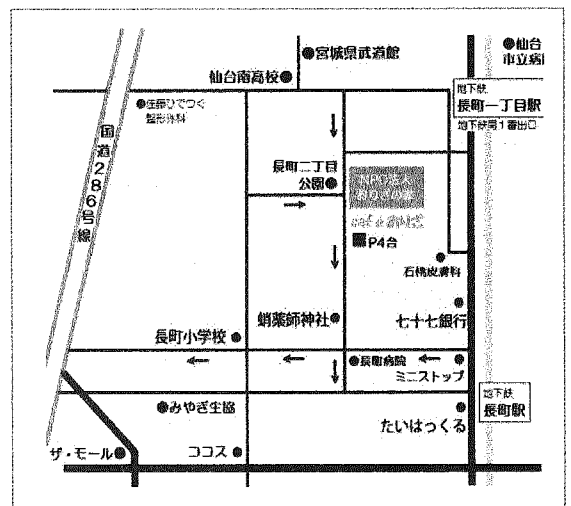 宮城県武道館
仙台
市立病
仙台南高校
地下鉄
長町一丁目駅
地下鉄南1番出口
佐藤ひでつぐ
整形外科
国道286号線
長町二丁目
公園
P4台
石橋皮膚科
蛸薬師神社
七十七銀行
長町小学校
長町病院
ミニストップ
地下鉄
長町駅
みやぎ生協
たいはっくる
ザ・モール
ココス